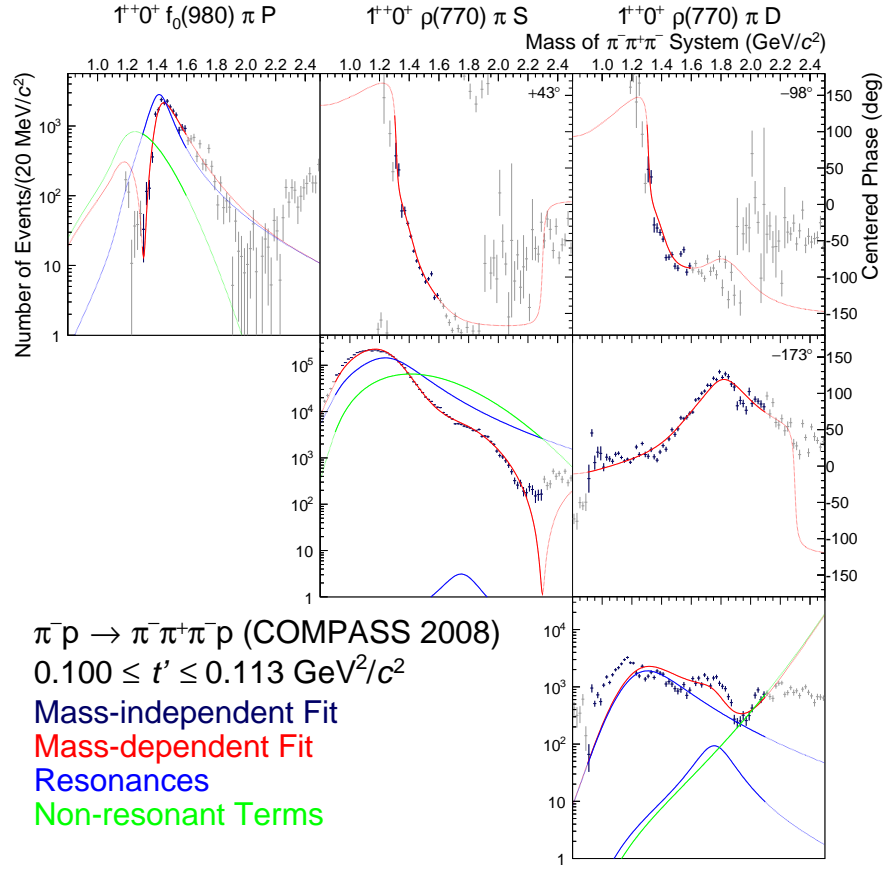 1⁺⁺0⁺ f₀(980) π P
1⁺⁺0⁺ ρ(770) π S
1⁺⁺0⁺ ρ(770) π D
Mass of π⁻π⁺π⁻ System (GeV/c²)
0.8 1.0 1.2 1.4 1.6 1.8 2.0 2.2 2.4
0.8 1.0 1.2 1.4 1.6 1.8 2.0 2.2 2.4
0.8 1.0 1.2 1.4 1.6 1.8 2.0 2.2 2.4
Number of Events/(20 MeV/c²)
10³
10²
10
1
+43°
−98°
150
100
50
0
-50
-100
-150
Centered Phase (deg)
10⁵
10⁴
10³
10²
10
1
−173°
150
100
50
0
-50
-100
-150
10⁴
10³
10²
10
1
π⁻p → π⁻π⁺π⁻p (COMPASS 2008)
0.100 ≤ t' ≤ 0.113 GeV²/c²
Mass-independent Fit
Mass-dependent Fit
Resonances
Non-resonant Terms